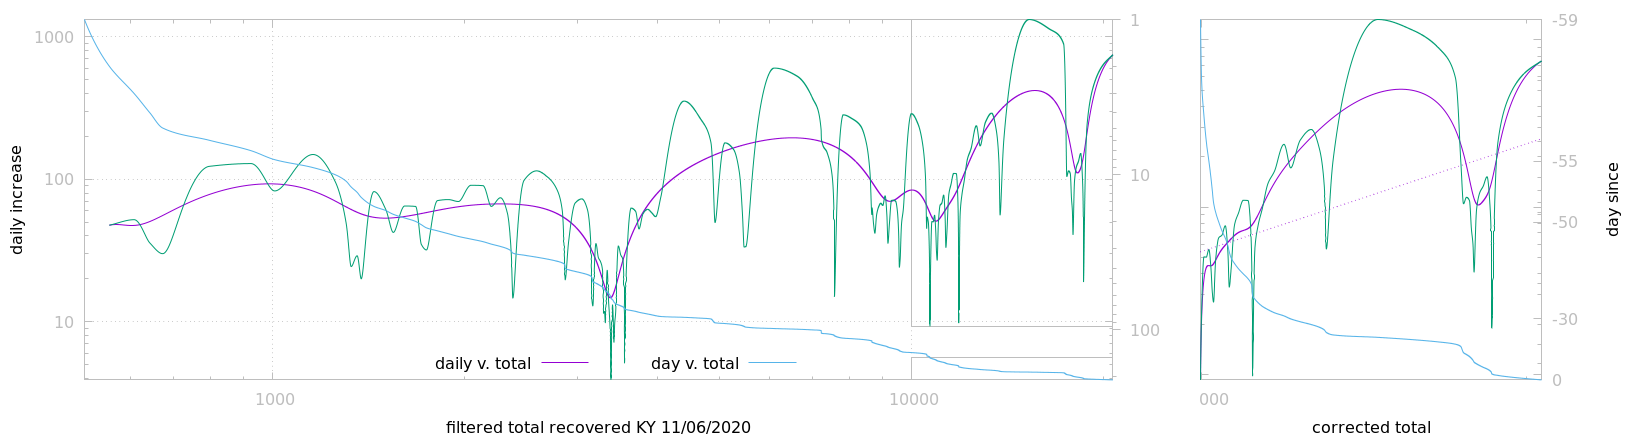 1000
100
10
daily increase
1
10
100
daily v. total
day v. total
1000
10000
filtered total recovered KY 11/06/2020
-59
-55
-50
-30
0
day since
000
corrected total